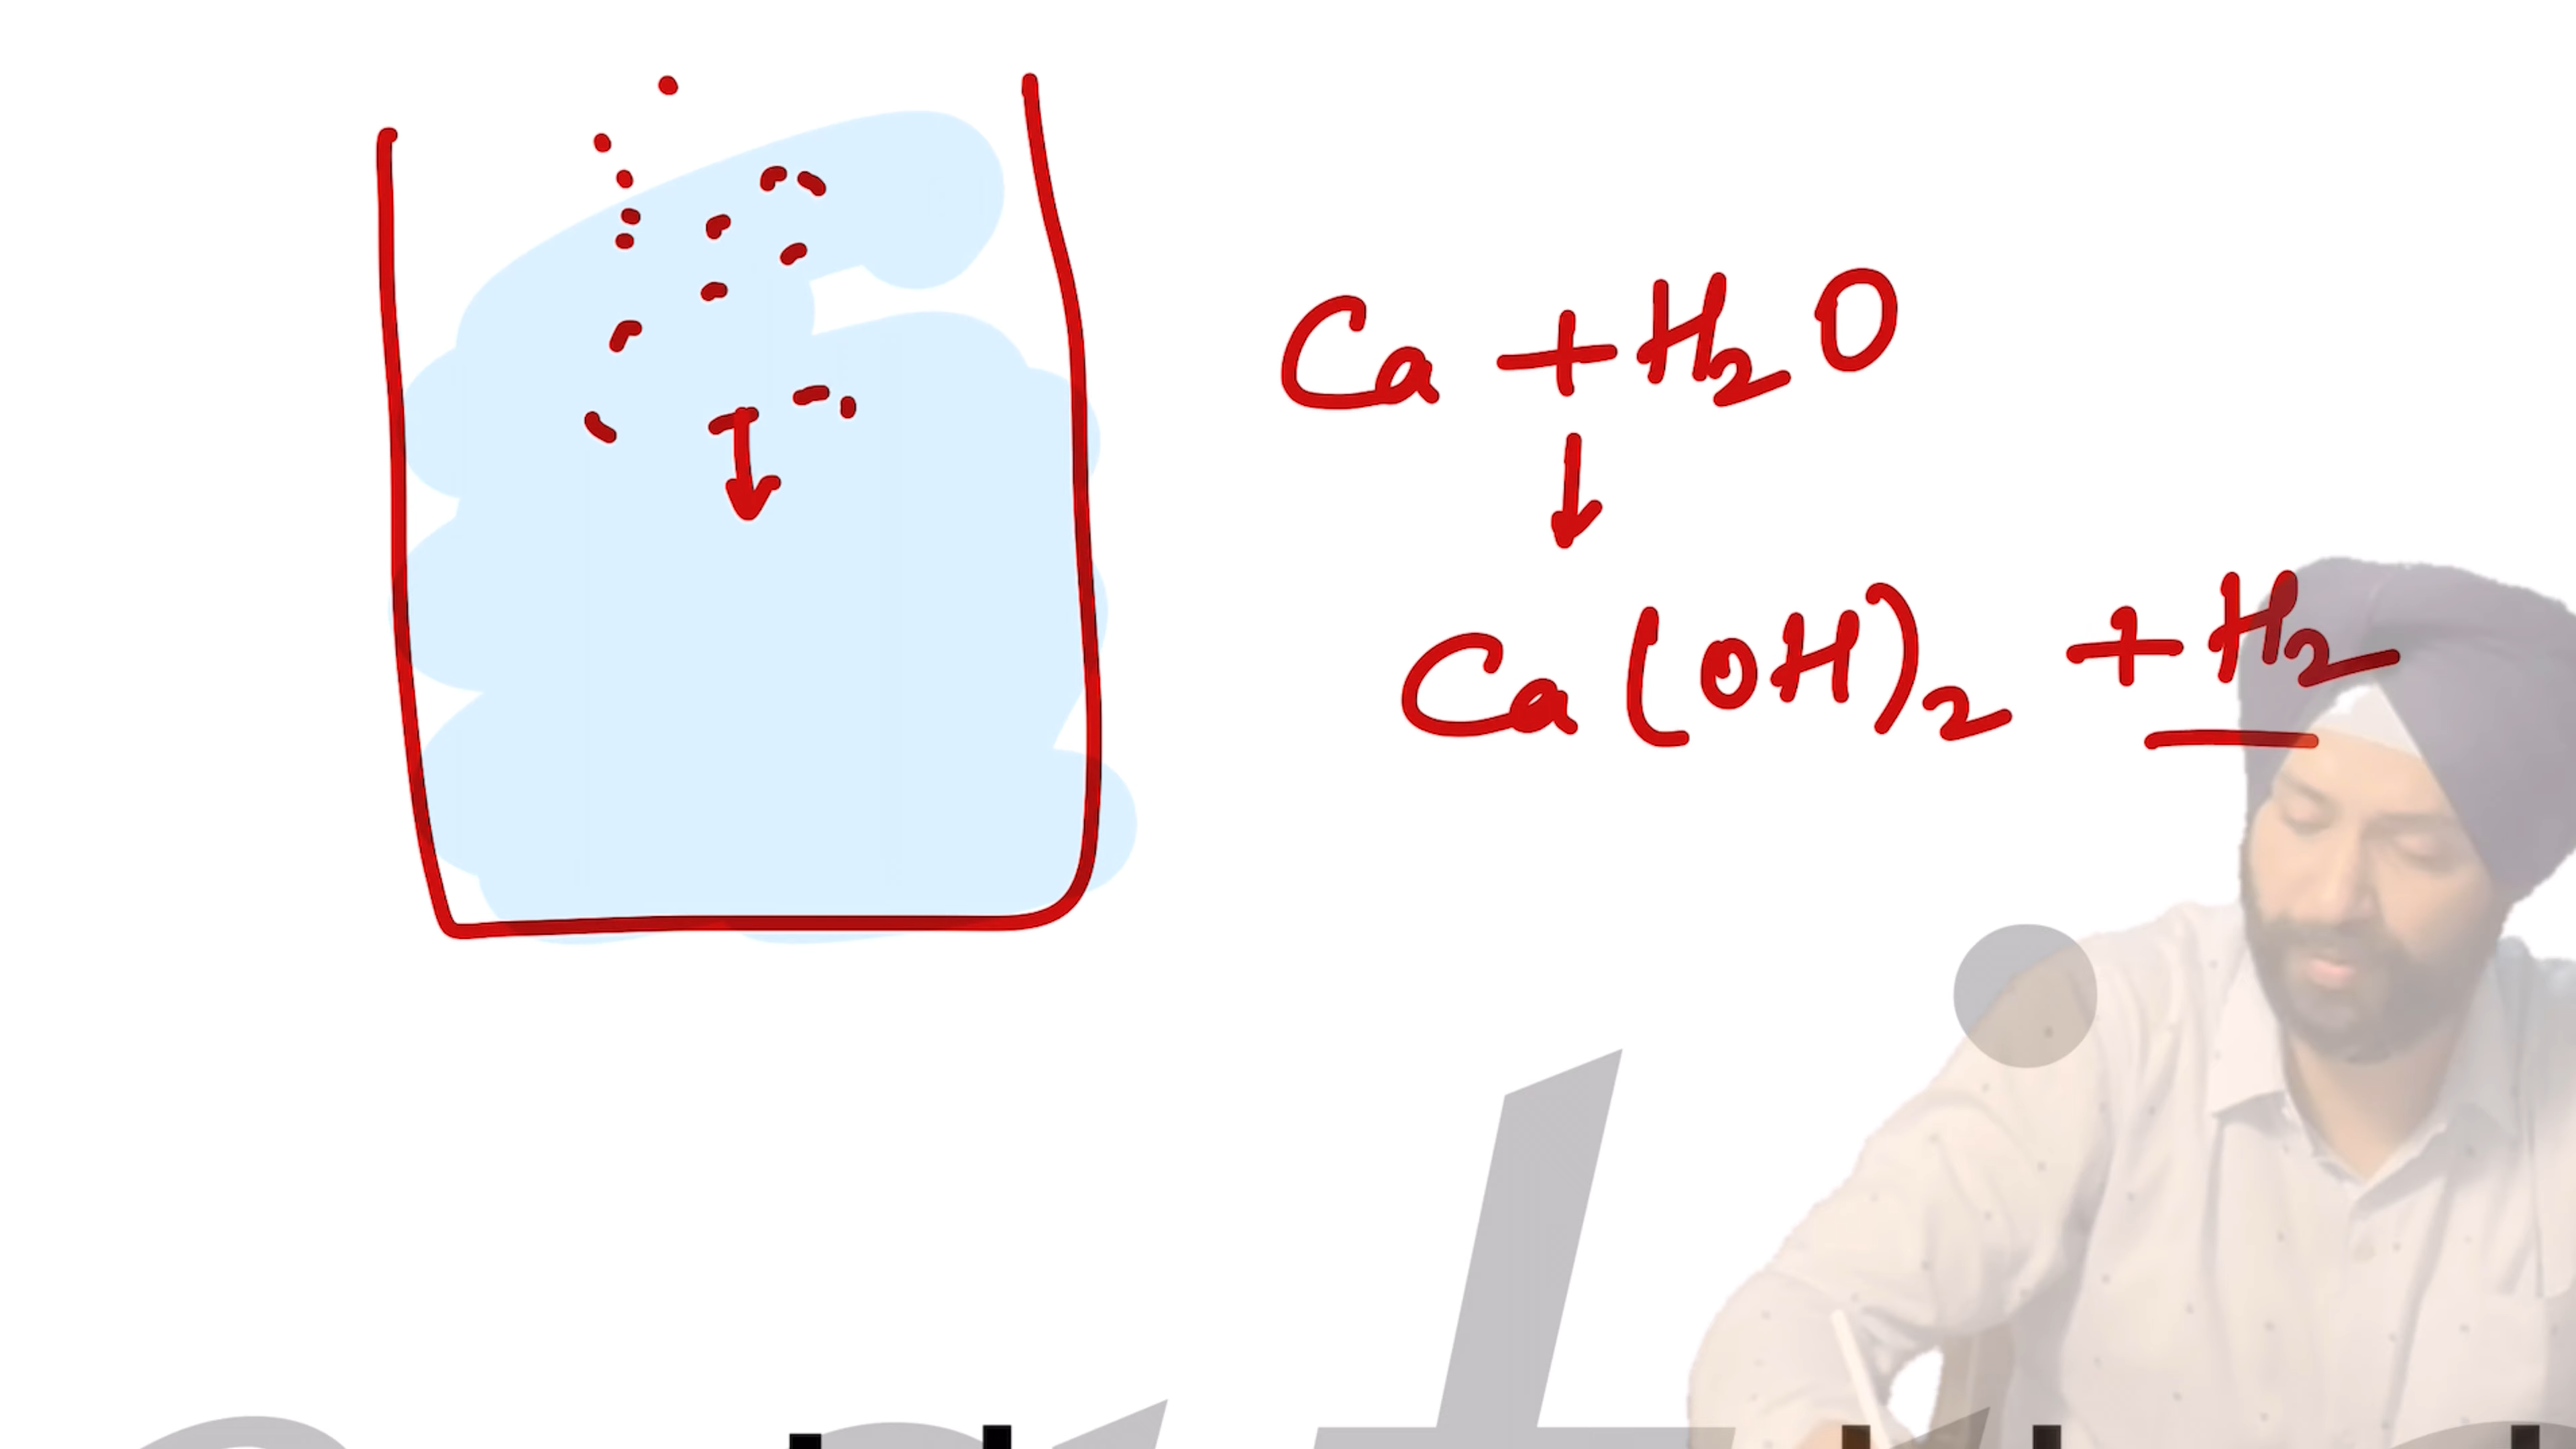 Ca + H₂O
↓
Ca(OH)₂ + H₂